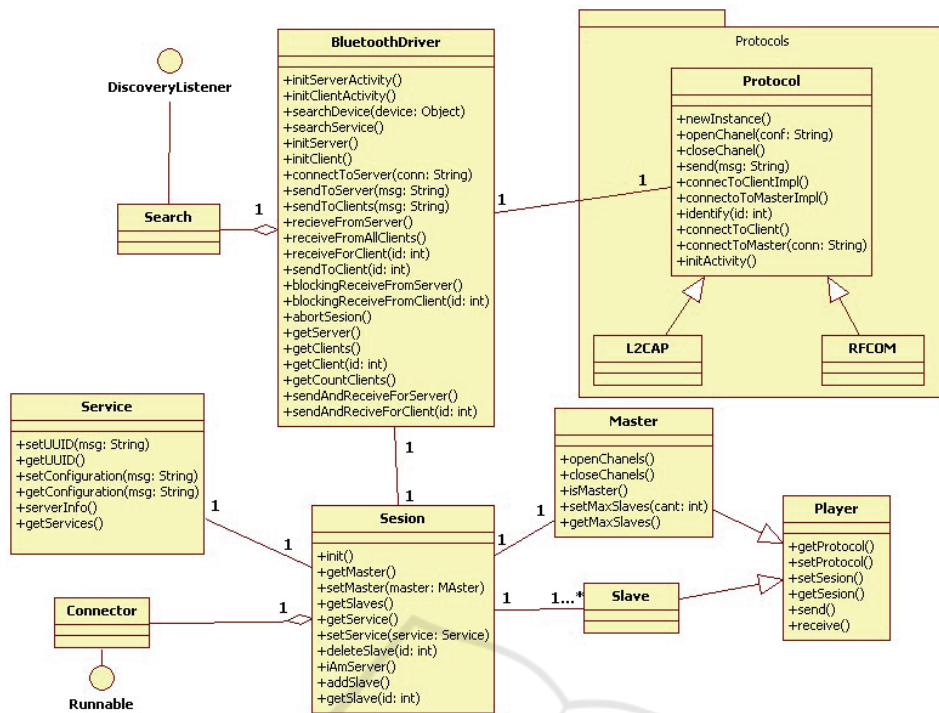 DiscoveryListener
Search
1
BluetoothDriver
+initServerActivity()
+initClientActivity()
+searchDevice(device: Object)
+searchService()
+initServer()
+initClient()
+connectToServer(conn: String)
+sendToServer(msg: String)
+sendToClients(msg: String)
+recieveFromServer()
+receiveFromAllClients()
+receiveForClient(id: int)
+sendToClient(id: int)
+blockingReceiveFromServer()
+blockingReceiveFromClient(id: int)
+abortSesion()
+getServer()
+getClients()
+getClient(id: int)
+getCountClients()
+sendAndReceiveForServer()
+sendAndReciveForClient(id: int)
1
1
Protocols
Protocol
+newInstance()
+openChanel(conf: String)
+closeChanel()
+send(msg: String)
+connecToClientImpl()
+connectoToMasterImpl()
+identify(id: int)
+connectToClient()
+connectToMaster(conn: String)
+initActivity()
L2CAP
RFCOM
Service
+setUUID(msg: String)
+getUUID()
+setConfiguration(msg: String)
+getConfiguration(msg: String)
+serverInfo()
+getServices()
1
1
1
1
Sesion
+init()
+getMaster()
+setMaster(master: MAster)
+getSlaves()
+getService()
+setService(service: Service)
+deleteSlave(id: int)
+iAmServer()
+addSlave()
+getSlave(id: int)
1
1
Master
+openChanels()
+closeChanels()
+isMaster()
+setMaxSlaves(cant: int)
+getMaxSlaves()
Player
+getProtocol()
+setProtocol()
+setSesion()
+getSesion()
+send()
+receive()
1
1...*
Slave
Connector
1
Runnable